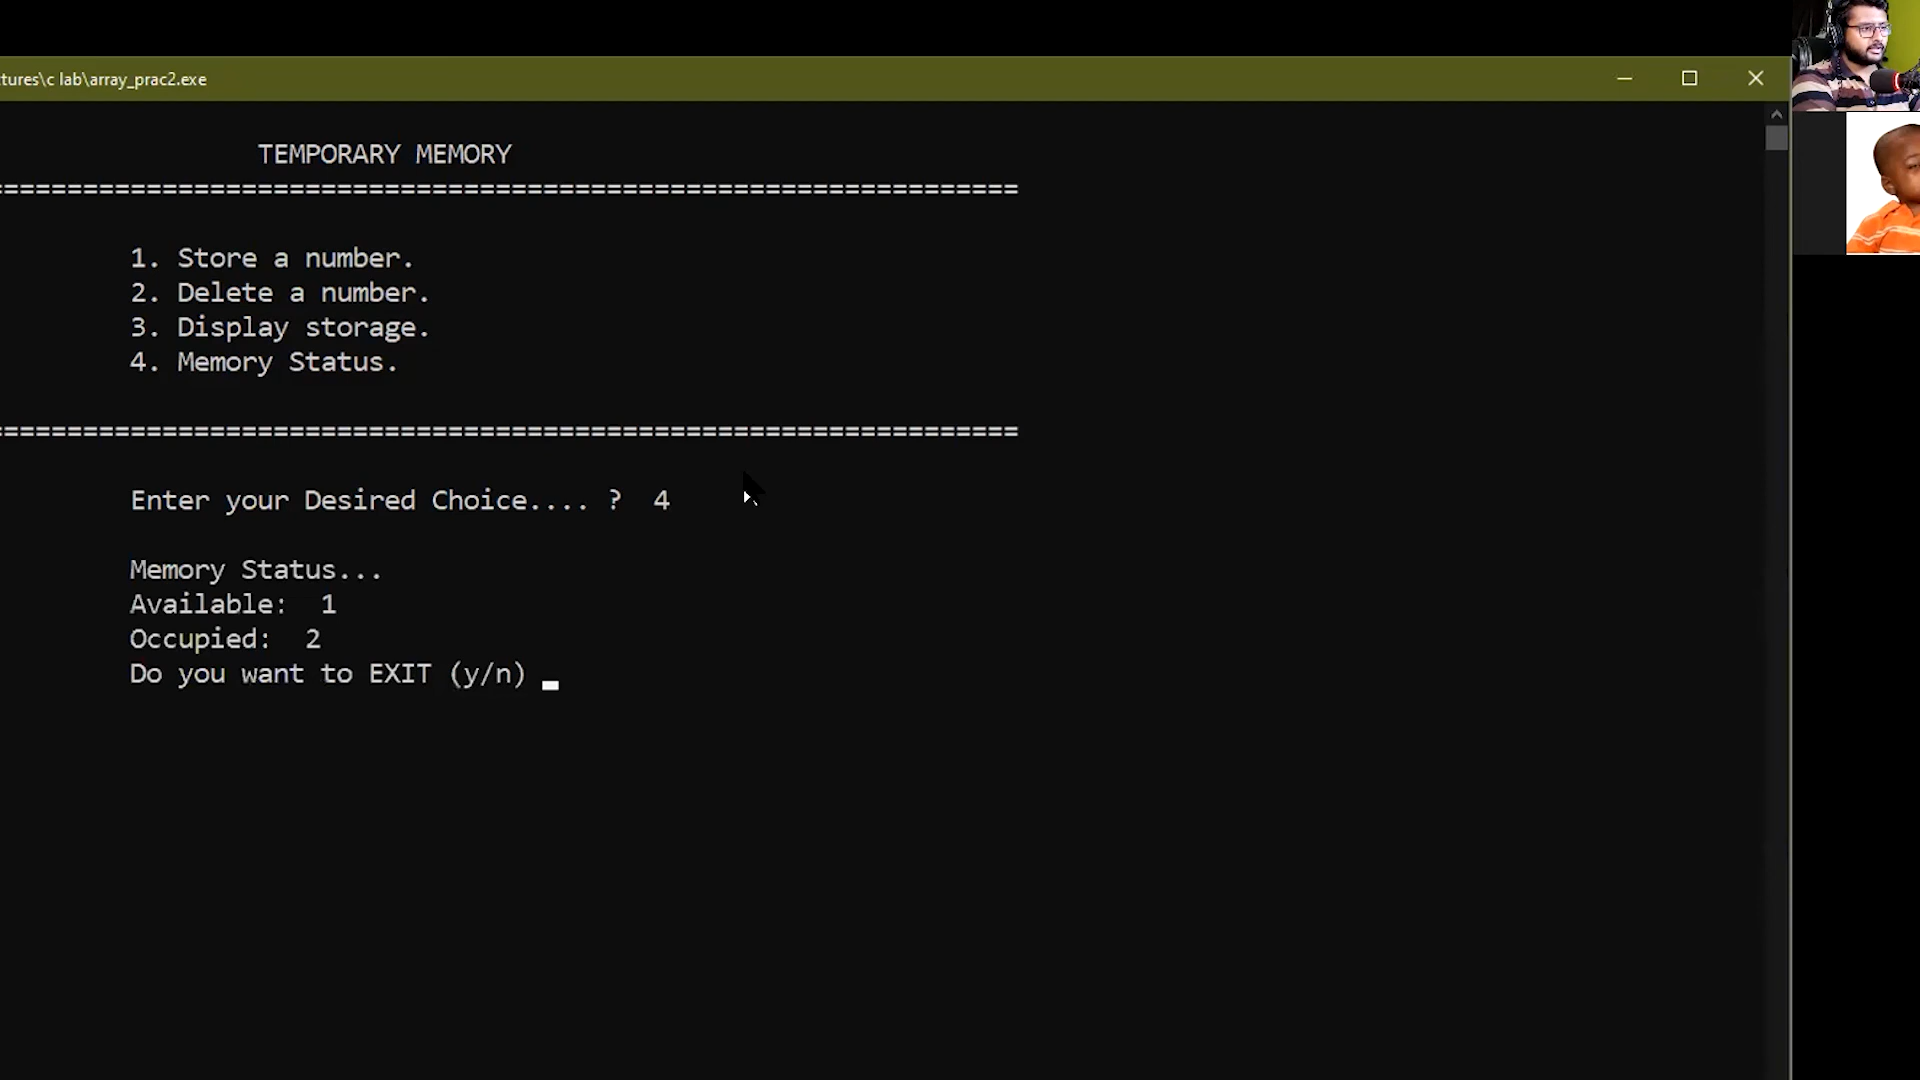 tures\c lab\array_prac2.exe
TEMPORARY MEMORY
================================================================
1. Store a number.
2. Delete a number.
3. Display storage.
4. Memory Status.
================================================================
Enter your Desired Choice.... ?  4
Memory Status...
Available:  1
Occupied:  2
Do you want to EXIT (y/n)